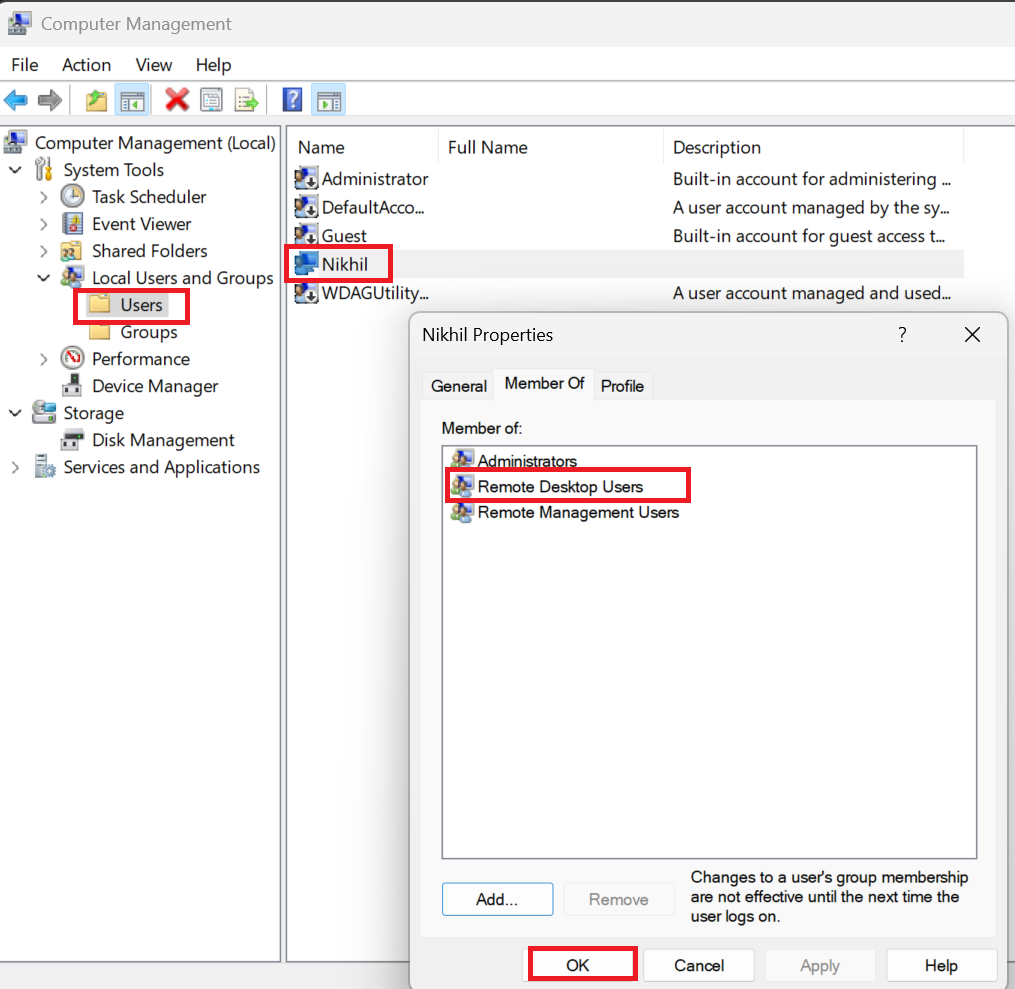 Computer Management
File Action View Help
Computer Management (Local)
System Tools
Task Scheduler
Event Viewer
Shared Folders
Local Users and Groups
Users
Groups
Performance
Device Manager
Storage
Disk Management
Services and Applications
Name Full Name Description
Administrator Built-in account for administering ...
DefaultAcco... A user account managed by the sy...
Guest Built-in account for guest access t...
Nikhil
WDAGUtility... A user account managed and used...
Nikhil Properties ?
General Member Of Profile
Member of:
Administrators
Remote Desktop Users
Remote Management Users
Add... Remove
Changes to a user's group membership
are not effective until the next time the
user logs on.
OK Cancel Apply Help